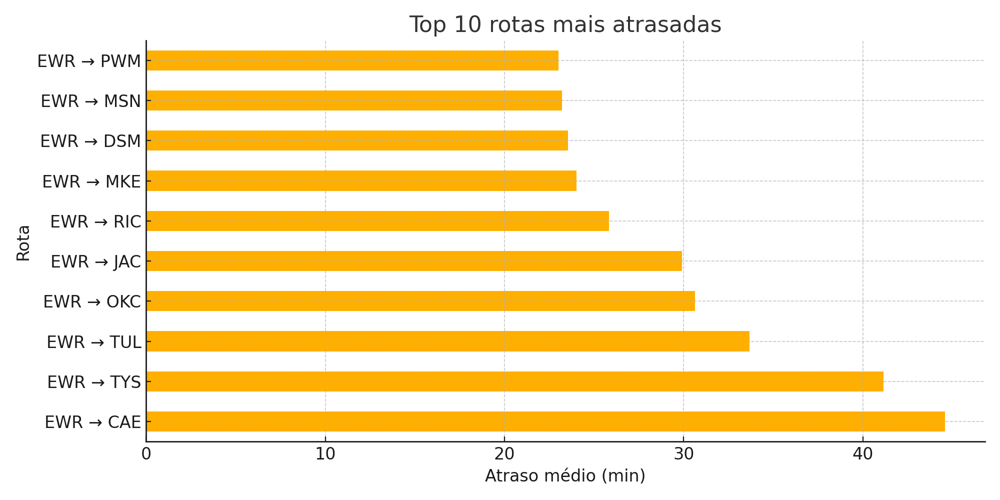 Top 10 rotas mais atrasadas
EWR → PWM
EWR → MSN
EWR → DSM
EWR → MKE
EWR → RIC
EWR → JAC
EWR → OKC
EWR → TUL
EWR → TYS
EWR → CAE
Rota
0 10 20 30 40
Atraso médio (min)